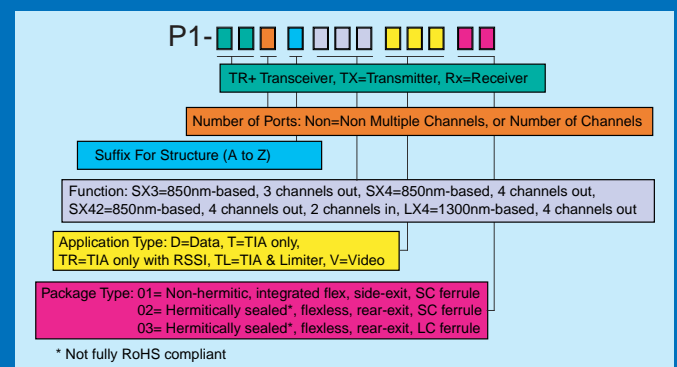 P1-
TR+ Transceiver, TX=Transmitter, Rx=Receiver
Number of Ports: Non=Non Multiple Channels, or Number of Channels
Suffix For Structure (A to Z)
Function: SX3=850nm-based, 3 channels out, SX4=850nm-based, 4 channels out,
SX42=850nm-based, 4 channels out, 2 channels in, LX4=1300nm-based, 4 channels out
Application Type: D=Data, T=TIA only,
TR=TIA only with RSSI, TL=TIA & Limiter, V=Video
Package Type: 01= Non-hermitic, integrated flex, side-exit, SC ferrule
02= Hermitically sealed*, flexless, rear-exit, SC ferrule
03= Hermitically sealed*, flexless, rear-exit, LC ferrule
* Not fully RoHS compliant